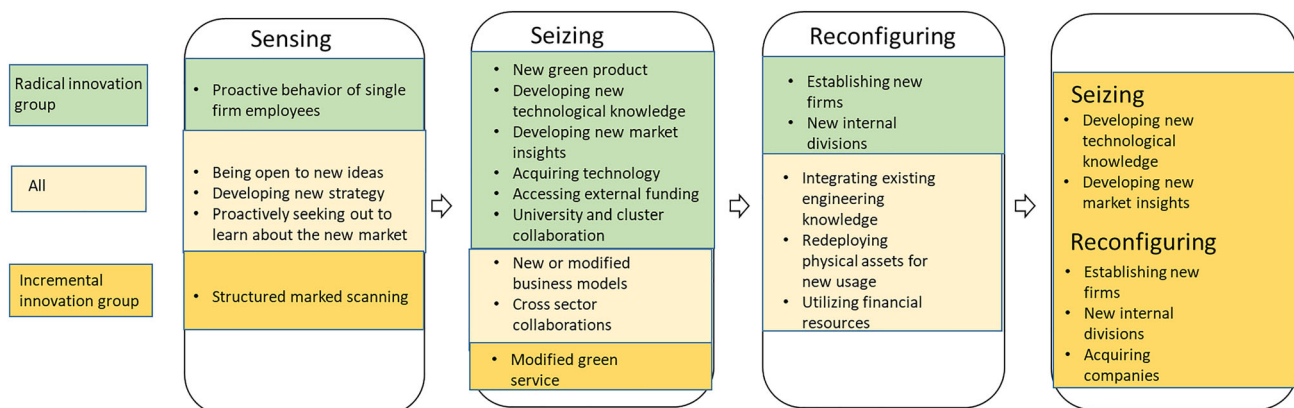 Radical innovation
group
All
Incremental
innovation group
Sensing
• Proactive behavior of single
firm employees
• Being open to new ideas
• Developing new strategy
• Proactively seeking out to
learn about the new market
• Structured marked scanning
Seizing
• New green product
• Developing new
technological knowledge
• Developing new market
insights
• Acquiring technology
• Accessing external funding
• University and cluster
collaboration
• New or modified
business models
• Cross sector
collaborations
• Modified green
service
Reconfiguring
• Establishing new
firms
• New internal
divisions
• Integrating existing
engineering
knowledge
• Redeploying
physical assets for
new usage
• Utilizing financial
resources
Seizing
• Developing new
technological
knowledge
• Developing new
market insights
Reconfiguring
• Establishing new
firms
• New internal
divisions
• Acquiring
companies